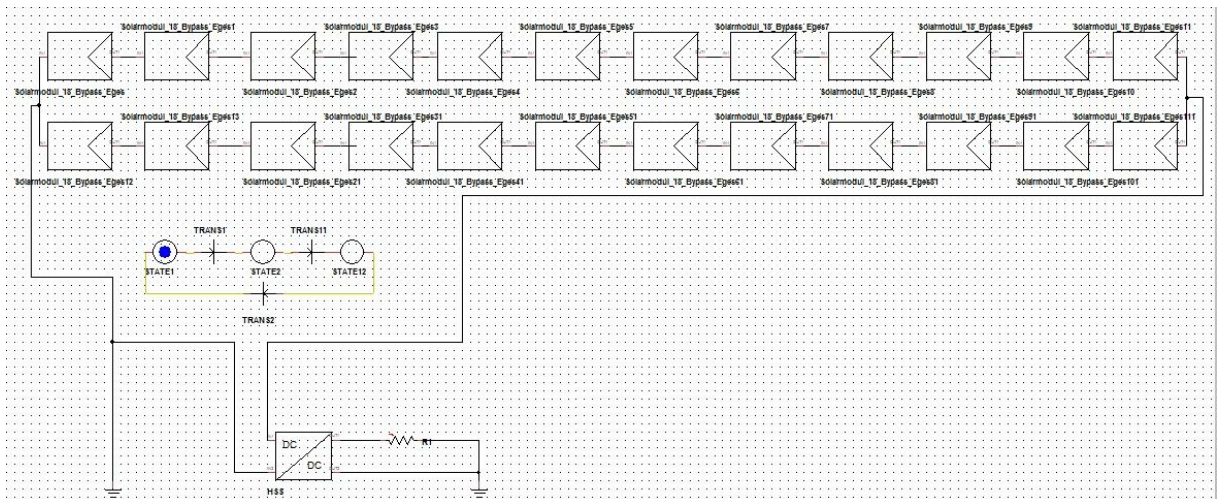 Solarmodul_18_Bypass_Eges1 Solarmodul_18_Bypass_Eges3 Solarmodul_18_Bypass_Eges5 Solarmodul_18_Bypass_Eges7 Solarmodul_18_Bypass_Eges9 Solarmodul_18_Bypass_Eges11
Solarmodul_18_Bypass_Eges Solarmodul_18_Bypass_Eges2 Solarmodul_18_Bypass_Eges4 Solarmodul_18_Bypass_Eges6 Solarmodul_18_Bypass_Eges8 Solarmodul_18_Bypass_Eges10
Solarmodul_18_Bypass_Eges13 Solarmodul_18_Bypass_Eges31 Solarmodul_18_Bypass_Eges51 Solarmodul_18_Bypass_Eges71 Solarmodul_18_Bypass_Eges91 Solarmodul_18_Bypass_Eges111
Solarmodul_18_Bypass_Eges12 Solarmodul_18_Bypass_Eges21 Solarmodul_18_Bypass_Eges41 Solarmodul_18_Bypass_Eges61 Solarmodul_18_Bypass_Eges81 Solarmodul_18_Bypass_Eges101
TRANS1 TRANS11
STATE1 STATE2 STATE12
TRANS2
DC
DC
R1
HSS